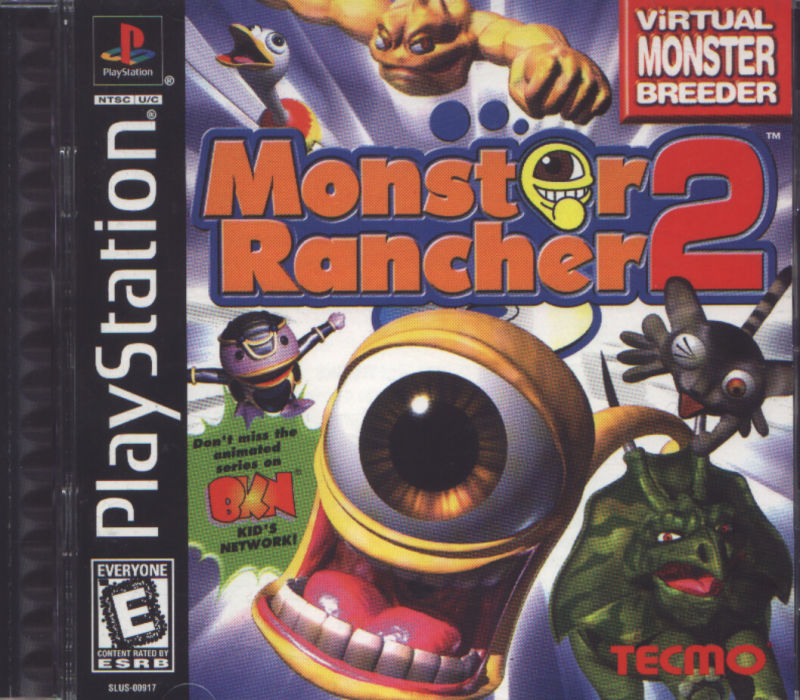 PlayStation
®
NTSC U/C
PlayStation®
EVERYONE
E
CONTENT RATED BY
ESRB
SLUS-00917
ViRTUAL
MONSTER
BREEDER
Monster
Rancher 2
™
Don't miss the
animated
series on
BKN®
KID'S
NETWORK!
TECMO